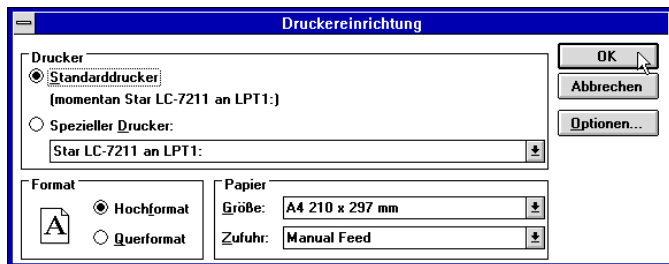 Druckereinrichtung
Drucker
Standarddrucker
(momentan Star LC-7211 an LPT1:)
Spezieller Drucker:
Star LC-7211 an LPT1:
OK
Abbrechen
Optionen...
Format
A
Hochformat
Querformat
Papier
Größe: A4 210 x 297 mm
Zufuhr: Manual Feed